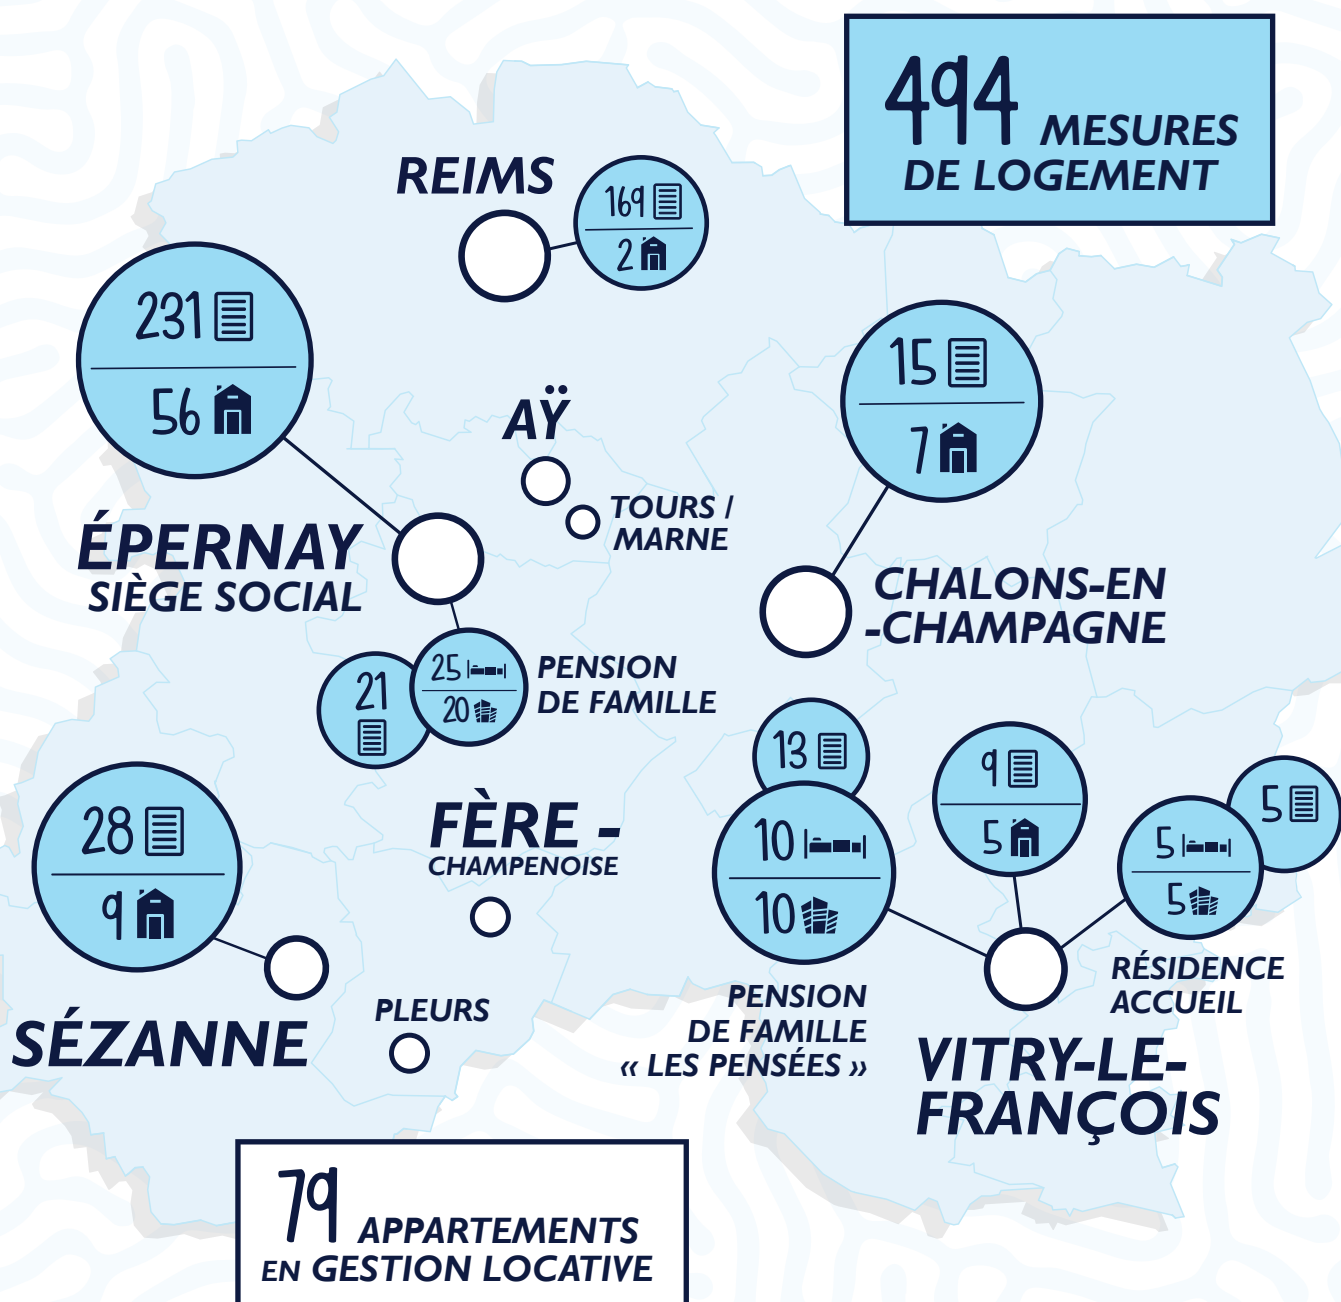 494 MESURES
DE LOGEMENT
REIMS
169
2
231
56
15
7
AŸ
TOURS /
MARNE
ÉPERNAY
SIÈGE SOCIAL
CHALONS-EN
-CHAMPAGNE
21
25
20
PENSION
DE FAMILLE
28
9
SÉZANNE
FÈRE -
CHAMPENOISE
PLEURS
13
10
10
PENSION
DE FAMILLE
« LES PENSÉES »
9
5
5
5
5
RÉSIDENCE
ACCUEIL
VITRY-LE-
FRANÇOIS
79 APPARTEMENTS
EN GESTION LOCATIVE